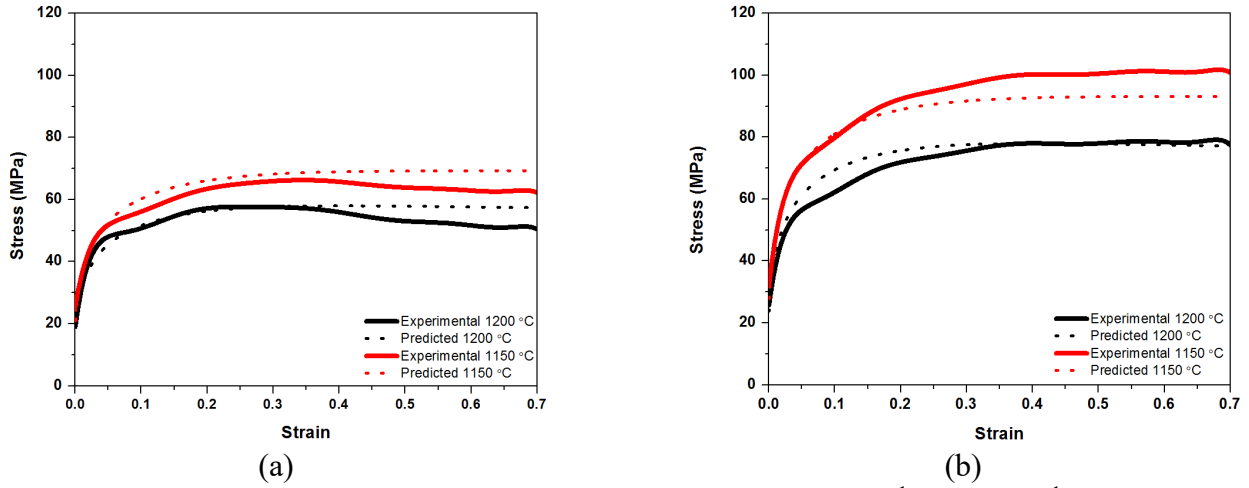 120
100
80
60
40
20
0
Stress (MPa)
Experimental 1200 °C
Predicted 1200 °C
Experimental 1150 °C
Predicted 1150 °C
0.0 0.1 0.2 0.3 0.4 0.5 0.6 0.7
Strain
(a)
120
100
80
60
40
20
0
Stress (MPa)
Experimental 1200 °C
Predicted 1200 °C
Experimental 1150 °C
Predicted 1150 °C
0.0 0.1 0.2 0.3 0.4 0.5 0.6 0.7
Strain
(b)